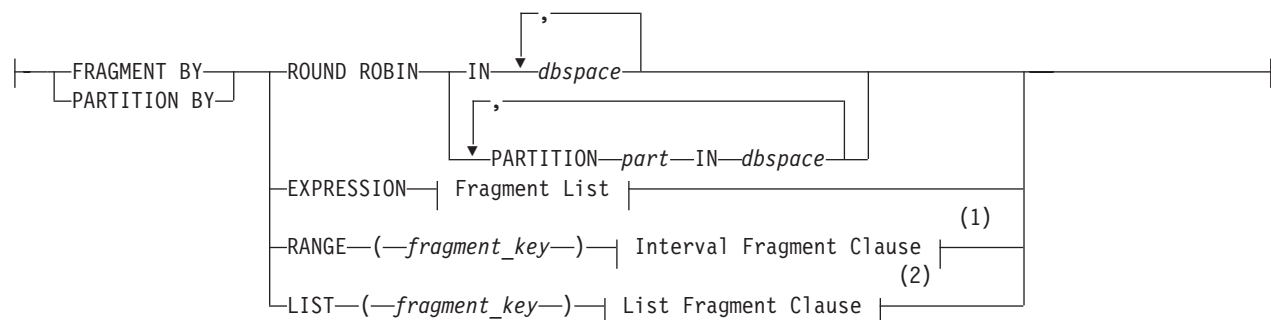 ,
FRAGMENT BY ROUND ROBIN IN dbspace
PARTITION BY
,
PARTITION part IN dbspace
EXPRESSION Fragment List
(1)
RANGE ( fragment_key ) Interval Fragment Clause
(2)
LIST ( fragment_key ) List Fragment Clause